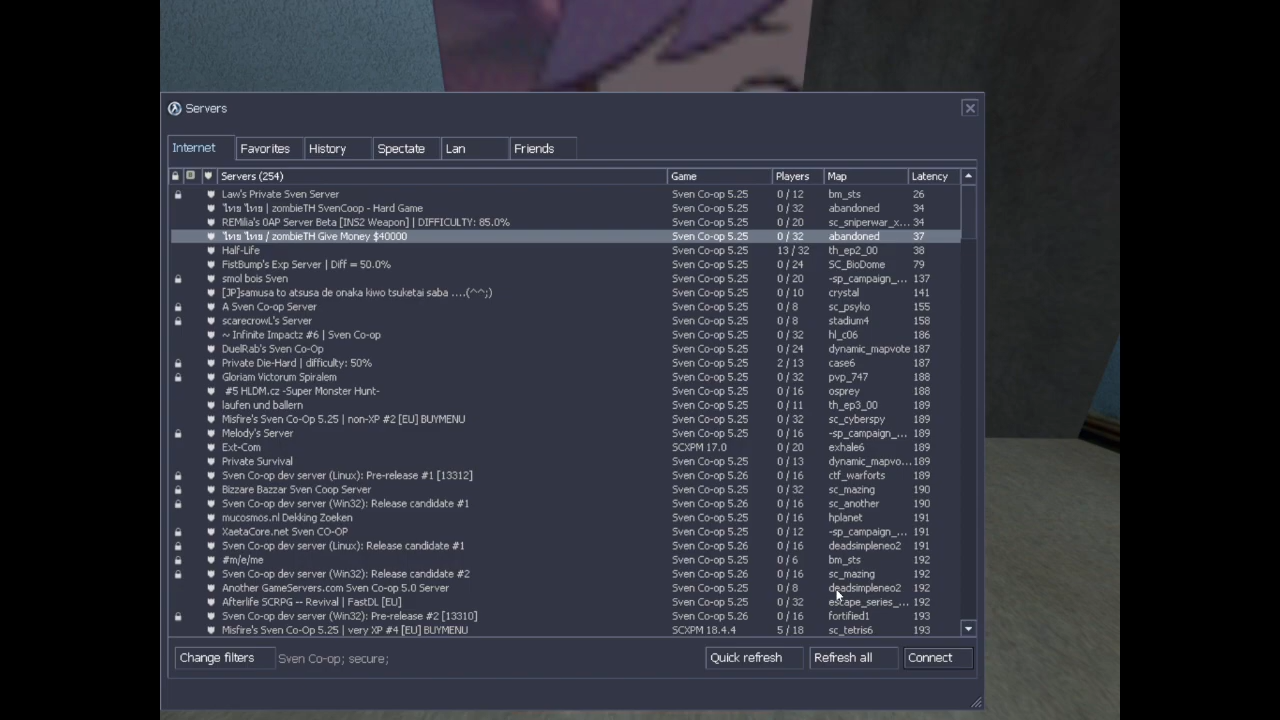 Servers
Internet Favorites History Spectate Lan Friends
Servers (254) Game Players Map Latency
Law's Private Sven Server Sven Co-op 5.25 0 / 12 bm_sts 26
ไทย ไทย | zombieTH SvenCoop - Hard Game Sven Co-op 5.25 0 / 32 abandoned 34
REMilia's 0AP Server Beta [INS2 Weapon] | DIFFICULTY: 85.0% Sven Co-op 5.25 0 / 20 sc_sniperwar_x... 34
ไทย ไทย / zombieTH Give Money $40000 Sven Co-op 5.25 0 / 32 abandoned 37
Half-Life Sven Co-op 5.25 13 / 32 th_ep2_00 38
FistBump's Exp Server | Diff = 50.0% Sven Co-op 5.25 0 / 24 SC_BioDome 79
smol bois Sven Sven Co-op 5.25 0 / 20 -sp_campaign_... 137
[JP]samusa to atsusa de onaka kiwo tsuketai saba ....(^^;) Sven Co-op 5.25 0 / 10 crystal 141
A Sven Co-op Server Sven Co-op 5.25 0 / 8 sc_psyko 155
scarecrowL's Server Sven Co-op 5.25 0 / 8 stadium4 158
~ Infinite Impactz #6 | Sven Co-op Sven Co-op 5.25 0 / 32 hl_c06 186
DuelRab's Sven Co-Op Sven Co-op 5.25 0 / 24 dynamic_mapvote 187
Private Die-Hard | difficulty: 50% Sven Co-op 5.25 2 / 13 case6 187
Gloriam Victorum Spiralem Sven Co-op 5.25 0 / 32 pvp_747 188
#5 HLDM.cz -Super Monster Hunt- Sven Co-op 5.25 0 / 16 osprey 188
laufen und ballern Sven Co-op 5.25 0 / 11 th_ep3_00 189
Misfire's Sven Co-Op 5.25 | non-XP #2 [EU] BUYMENU Sven Co-op 5.25 0 / 32 sc_cyberspy 189
Melody's Server Sven Co-op 5.25 0 / 16 -sp_campaign_... 189
Ext-Com SCXPM 17.0 0 / 20 exhale6 189
Private Survival Sven Co-op 5.25 0 / 13 dynamic_mapvo... 189
Sven Co-op dev server (Linux): Pre-release #1 [13312] Sven Co-op 5.26 0 / 16 ctf_warforts 189
Bizzare Bazzar Sven Coop Server Sven Co-op 5.25 0 / 32 sc_mazing 190
Sven Co-op dev server (Win32): Release candidate #1 Sven Co-op 5.26 0 / 16 sc_another 190
mucosmos.nl Dekking Zoeken Sven Co-op 5.25 0 / 16 hplanet 191
XaetaCore.net Sven CO-OP Sven Co-op 5.25 0 / 12 -sp_campaign_... 191
Sven Co-op dev server (Linux): Release candidate #1 Sven Co-op 5.26 0 / 16 deadsimpleneo2 191
#m/e/me Sven Co-op 5.25 0 / 6 bm_sts 192
Sven Co-op dev server (Win32): Release candidate #2 Sven Co-op 5.26 0 / 16 sc_mazing 192
Another GameServers.com Sven Co-op 5.0 Server Sven Co-op 5.25 0 / 8 deadsimpleneo2 192
Afterlife SCRPG -- Revival | FastDL [EU] Sven Co-op 5.25 0 / 32 escape_series_... 192
Sven Co-op dev server (Win32): Pre-release #2 [13310] Sven Co-op 5.26 0 / 16 fortified1 193
Misfire's Sven Co-Op 5.25 | very XP #4 [EU] BUYMENU SCXPM 18.4.4 5 / 18 sc_tetris6 193
Change filters Sven Co-op; secure; Quick refresh Refresh all Connect